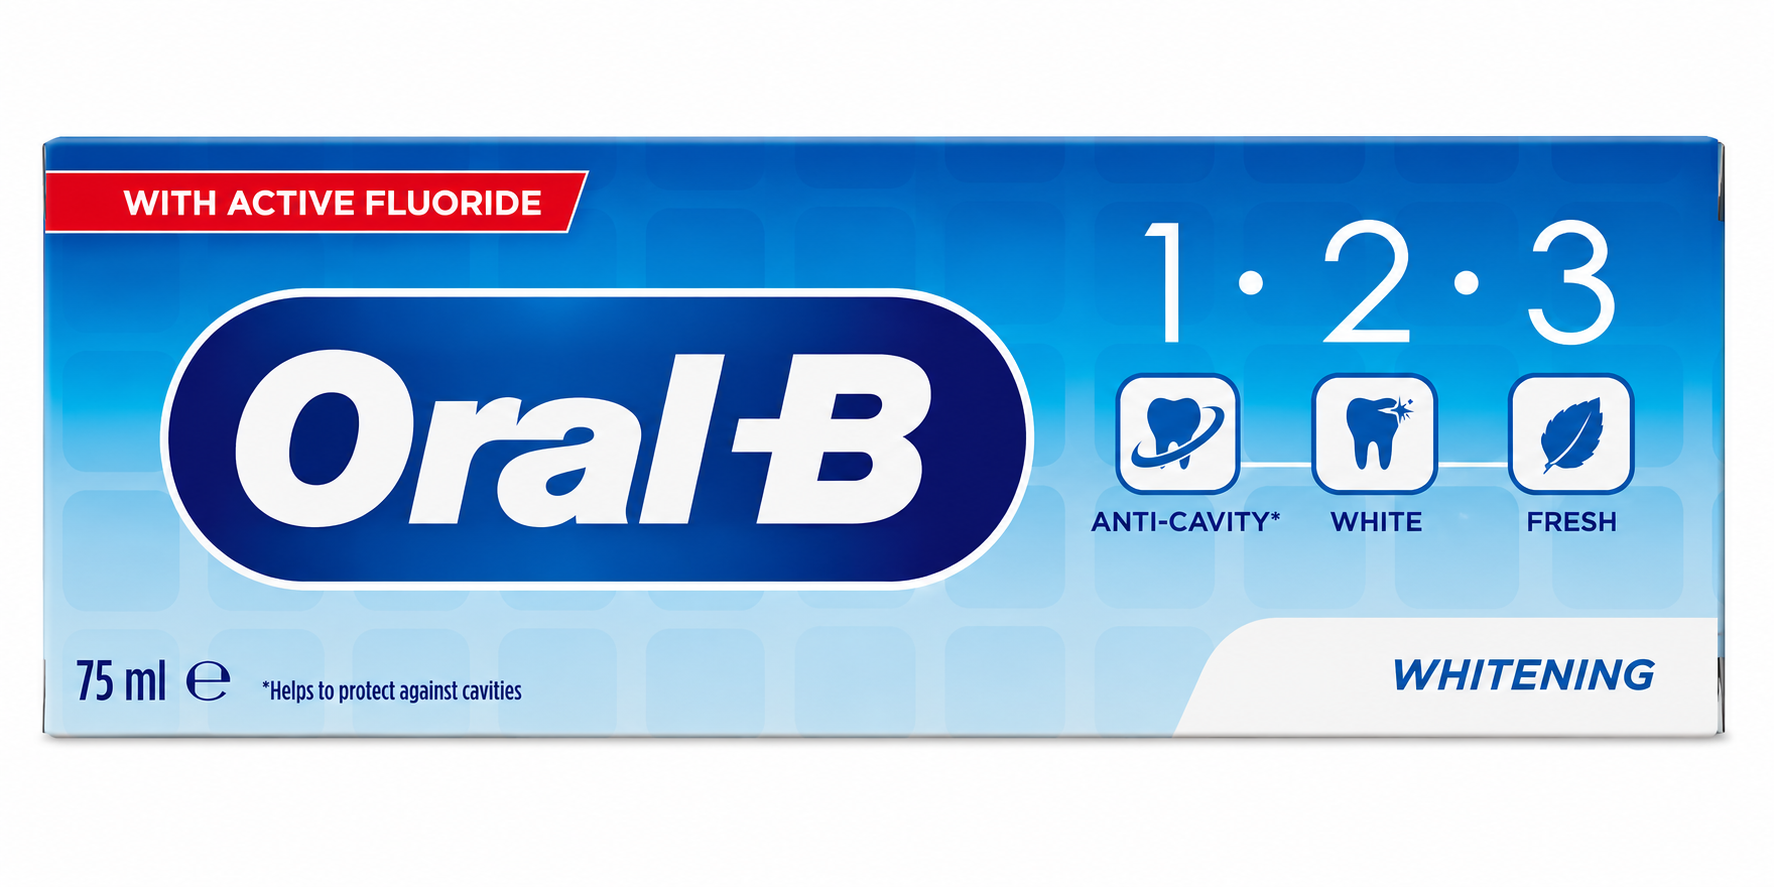 WITH ACTIVE FLUORIDE
Oral-B
1 • 2 • 3
ANTI-CAVITY* WHITE FRESH
75 ml ℮ *Helps to protect against cavities
WHITENING